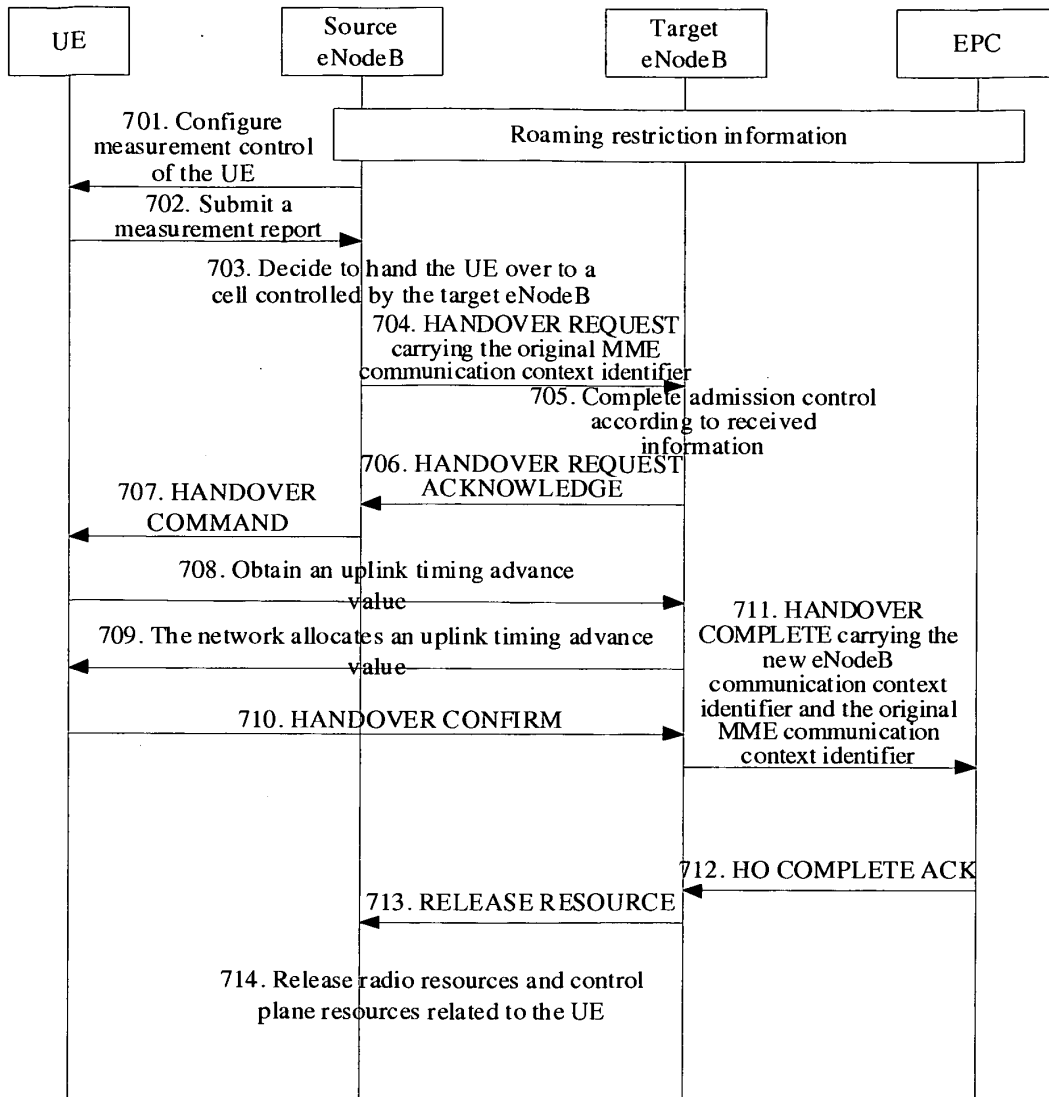 UE
Source
eNodeB
Target
eNodeB
EPC
Roaming restriction information
701. Configure
measurement control
of the UE
702. Submit a
measurement report
703. Decide to hand the UE over to a
cell controlled by the target eNodeB
704. HANDOVER REQUEST
carrying the original MME
communication context identifier
705. Complete admission control
according to received
information
706. HANDOVER REQUEST
ACKNOWLEDGE
707. HANDOVER
COMMAND
708. Obtain an uplink timing advance
value
709. The network allocates an uplink timing advance
value
710. HANDOVER CONFIRM
711. HANDOVER
COMPLETE carrying the
new eNodeB
communication context
identifier and the original
MME communication
context identifier
712. HO COMPLETE ACK
713. RELEASE RESOURCE
714. Release radio resources and control
plane resources related to the UE